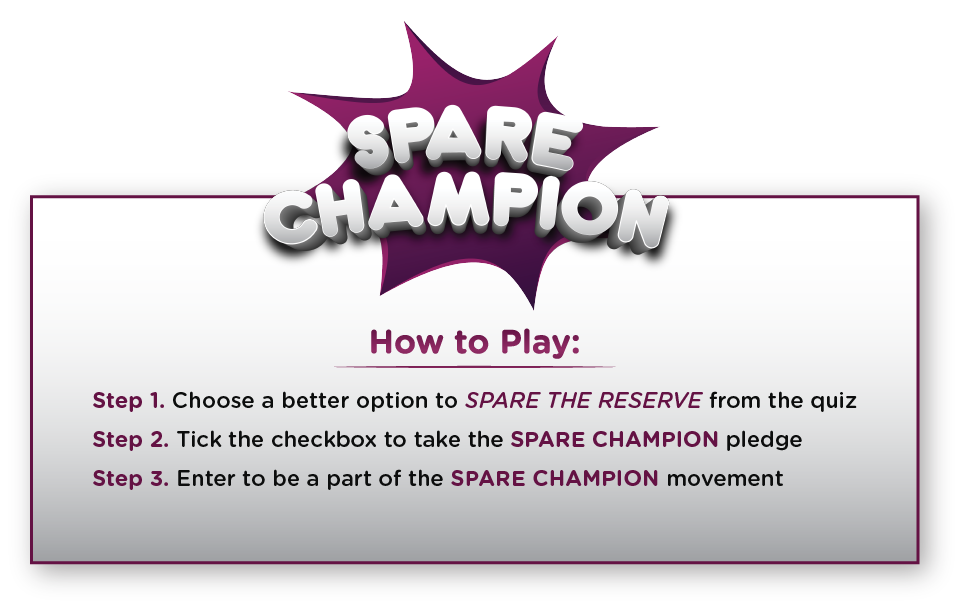 SPARE
CHAMPION
How to Play:
Step 1. Choose a better option to SPARE THE RESERVE from the quiz
Step 2. Tick the checkbox to take the SPARE CHAMPION pledge
Step 3. Enter to be a part of the SPARE CHAMPION movement